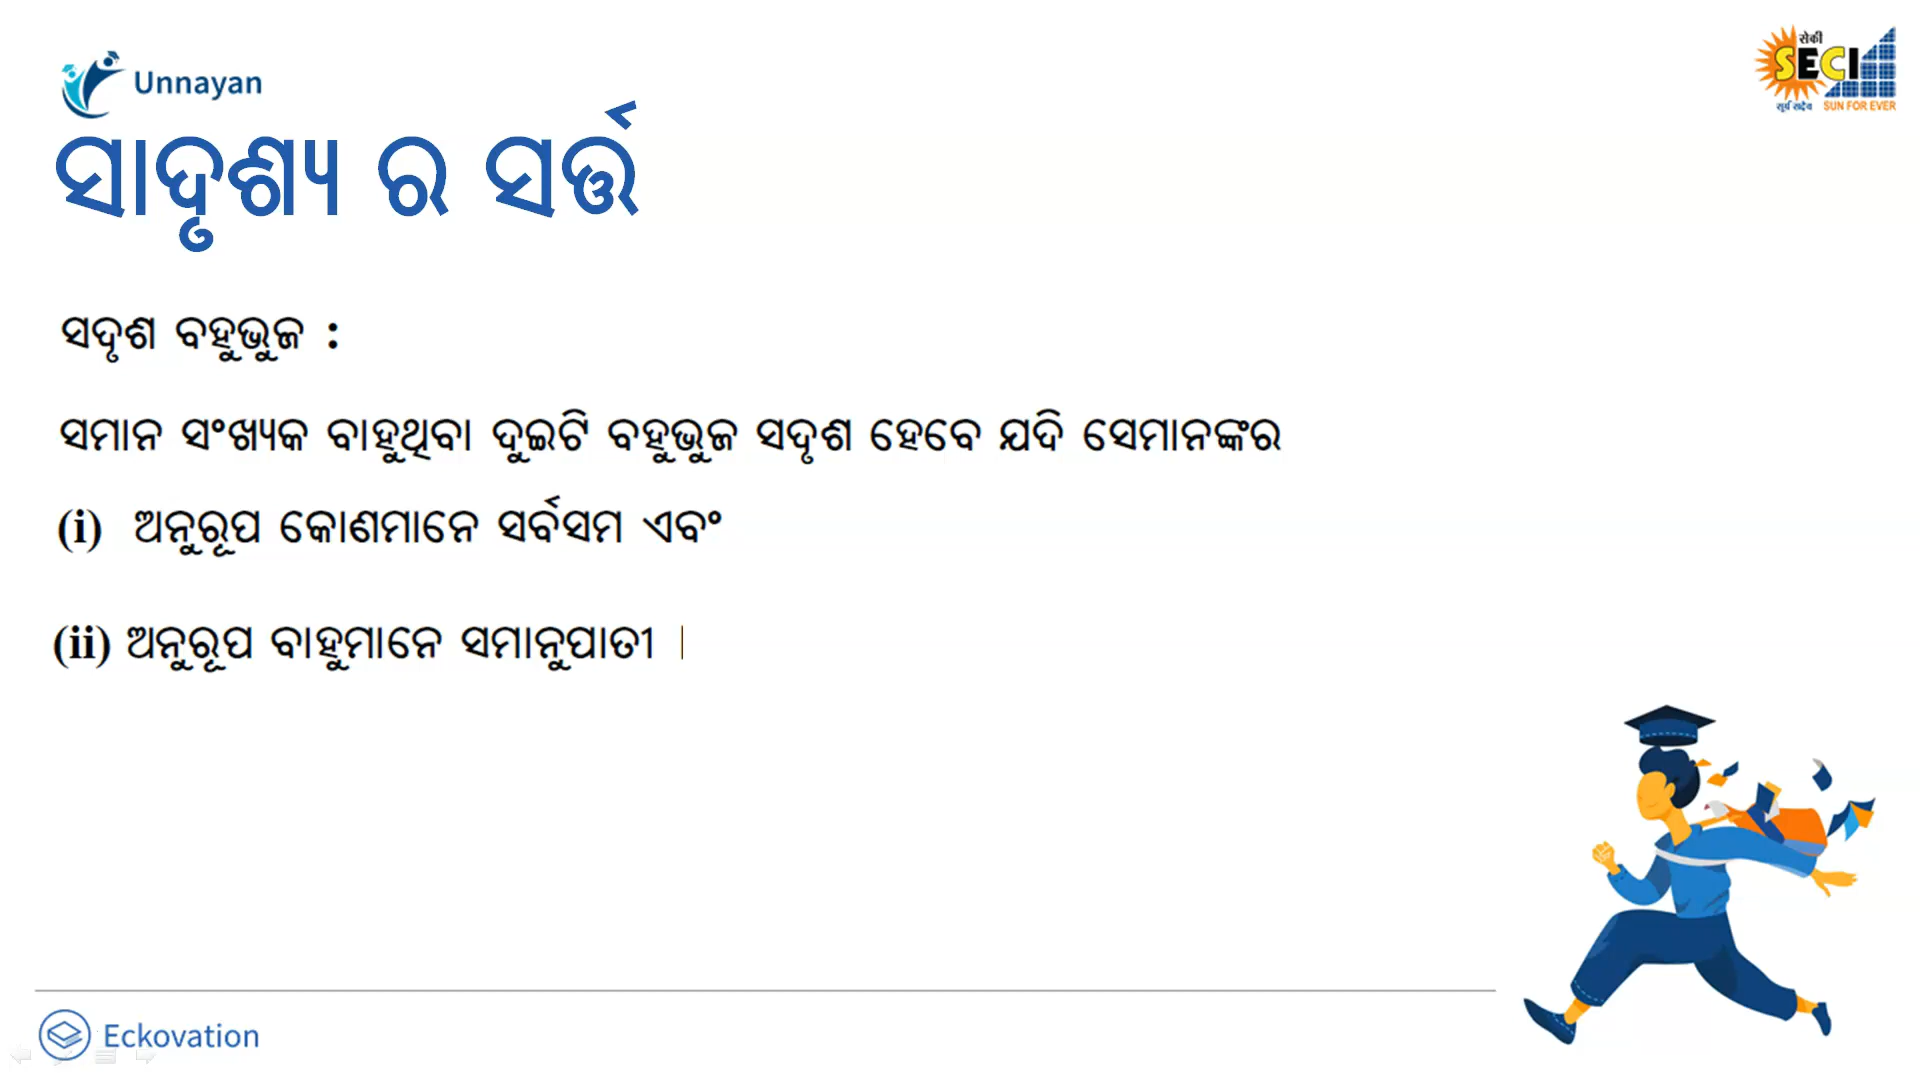 Unnayan
सेकी
SECI
सूर्य सदैव SUN FOR EVER
ସାଦୃଶ୍ୟ ର ସର୍ତ୍ତ
ସଦୃଶ ବହୁଭୁଜ :
ସମାନ ସଂଖ୍ୟକ ବାହୁଥିବା ଦୁଇଟି ବହୁଭୁଜ ସଦୃଶ ହେବେ ଯଦି ସେମାନଙ୍କର
(i) ଅନୁରୂପ କୋଣମାନେ ସର୍ବସମ ଏବଂ
(ii) ଅନୁରୂପ ବାହୁମାନେ ସମାନୁପାତୀ |
Eckovation